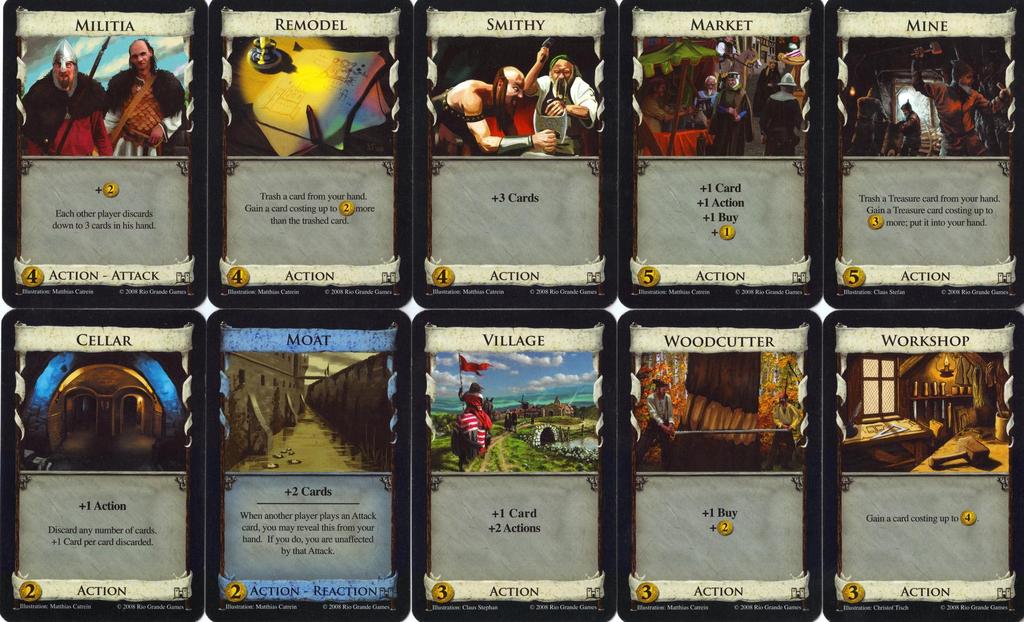 MILITIA
+2
Each other player discards
down to 3 cards in his hand.
4 ACTION - ATTACK
Illustration: Matthias Catrein © 2008 Rio Grande Games
REMODEL
Trash a card from your hand.
Gain a card costing up to 2 more
than the trashed card.
4 ACTION
Illustration: Matthias Catrein © 2008 Rio Grande Games
SMITHY
+3 Cards
4 ACTION
Illustration: Matthias Catrein © 2008 Rio Grande Games
MARKET
+1 Card
+1 Action
+1 Buy
+1
5 ACTION
Illustration: Matthias Catrein © 2008 Rio Grande Games
MINE
Trash a Treasure card from your hand.
Gain a Treasure card costing up to
3 more; put it into your hand.
5 ACTION
Illustration: Claus Stefan © 2008 Rio Grande Games
CELLAR
+1 Action
Discard any number of cards.
+1 Card per card discarded.
2 ACTION
Illustration: Matthias Catrein © 2008 Rio Grande Games
MOAT
+2 Cards
When another player plays an Attack
card, you may reveal this from your
hand. If you do, you are unaffected
by that Attack.
2 ACTION - REACTION
Illustration: Matthias Catrein © 2008 Rio Grande Games
VILLAGE
+1 Card
+2 Actions
3 ACTION
Illustration: Claus Stephan © 2008 Rio Grande Games
WOODCUTTER
+1 Buy
+2
3 ACTION
Illustration: Matthias Catrein © 2008 Rio Grande Games
WORKSHOP
Gain a card costing up to 4.
3 ACTION
Illustration: Christof Tisch © 2008 Rio Grande Games